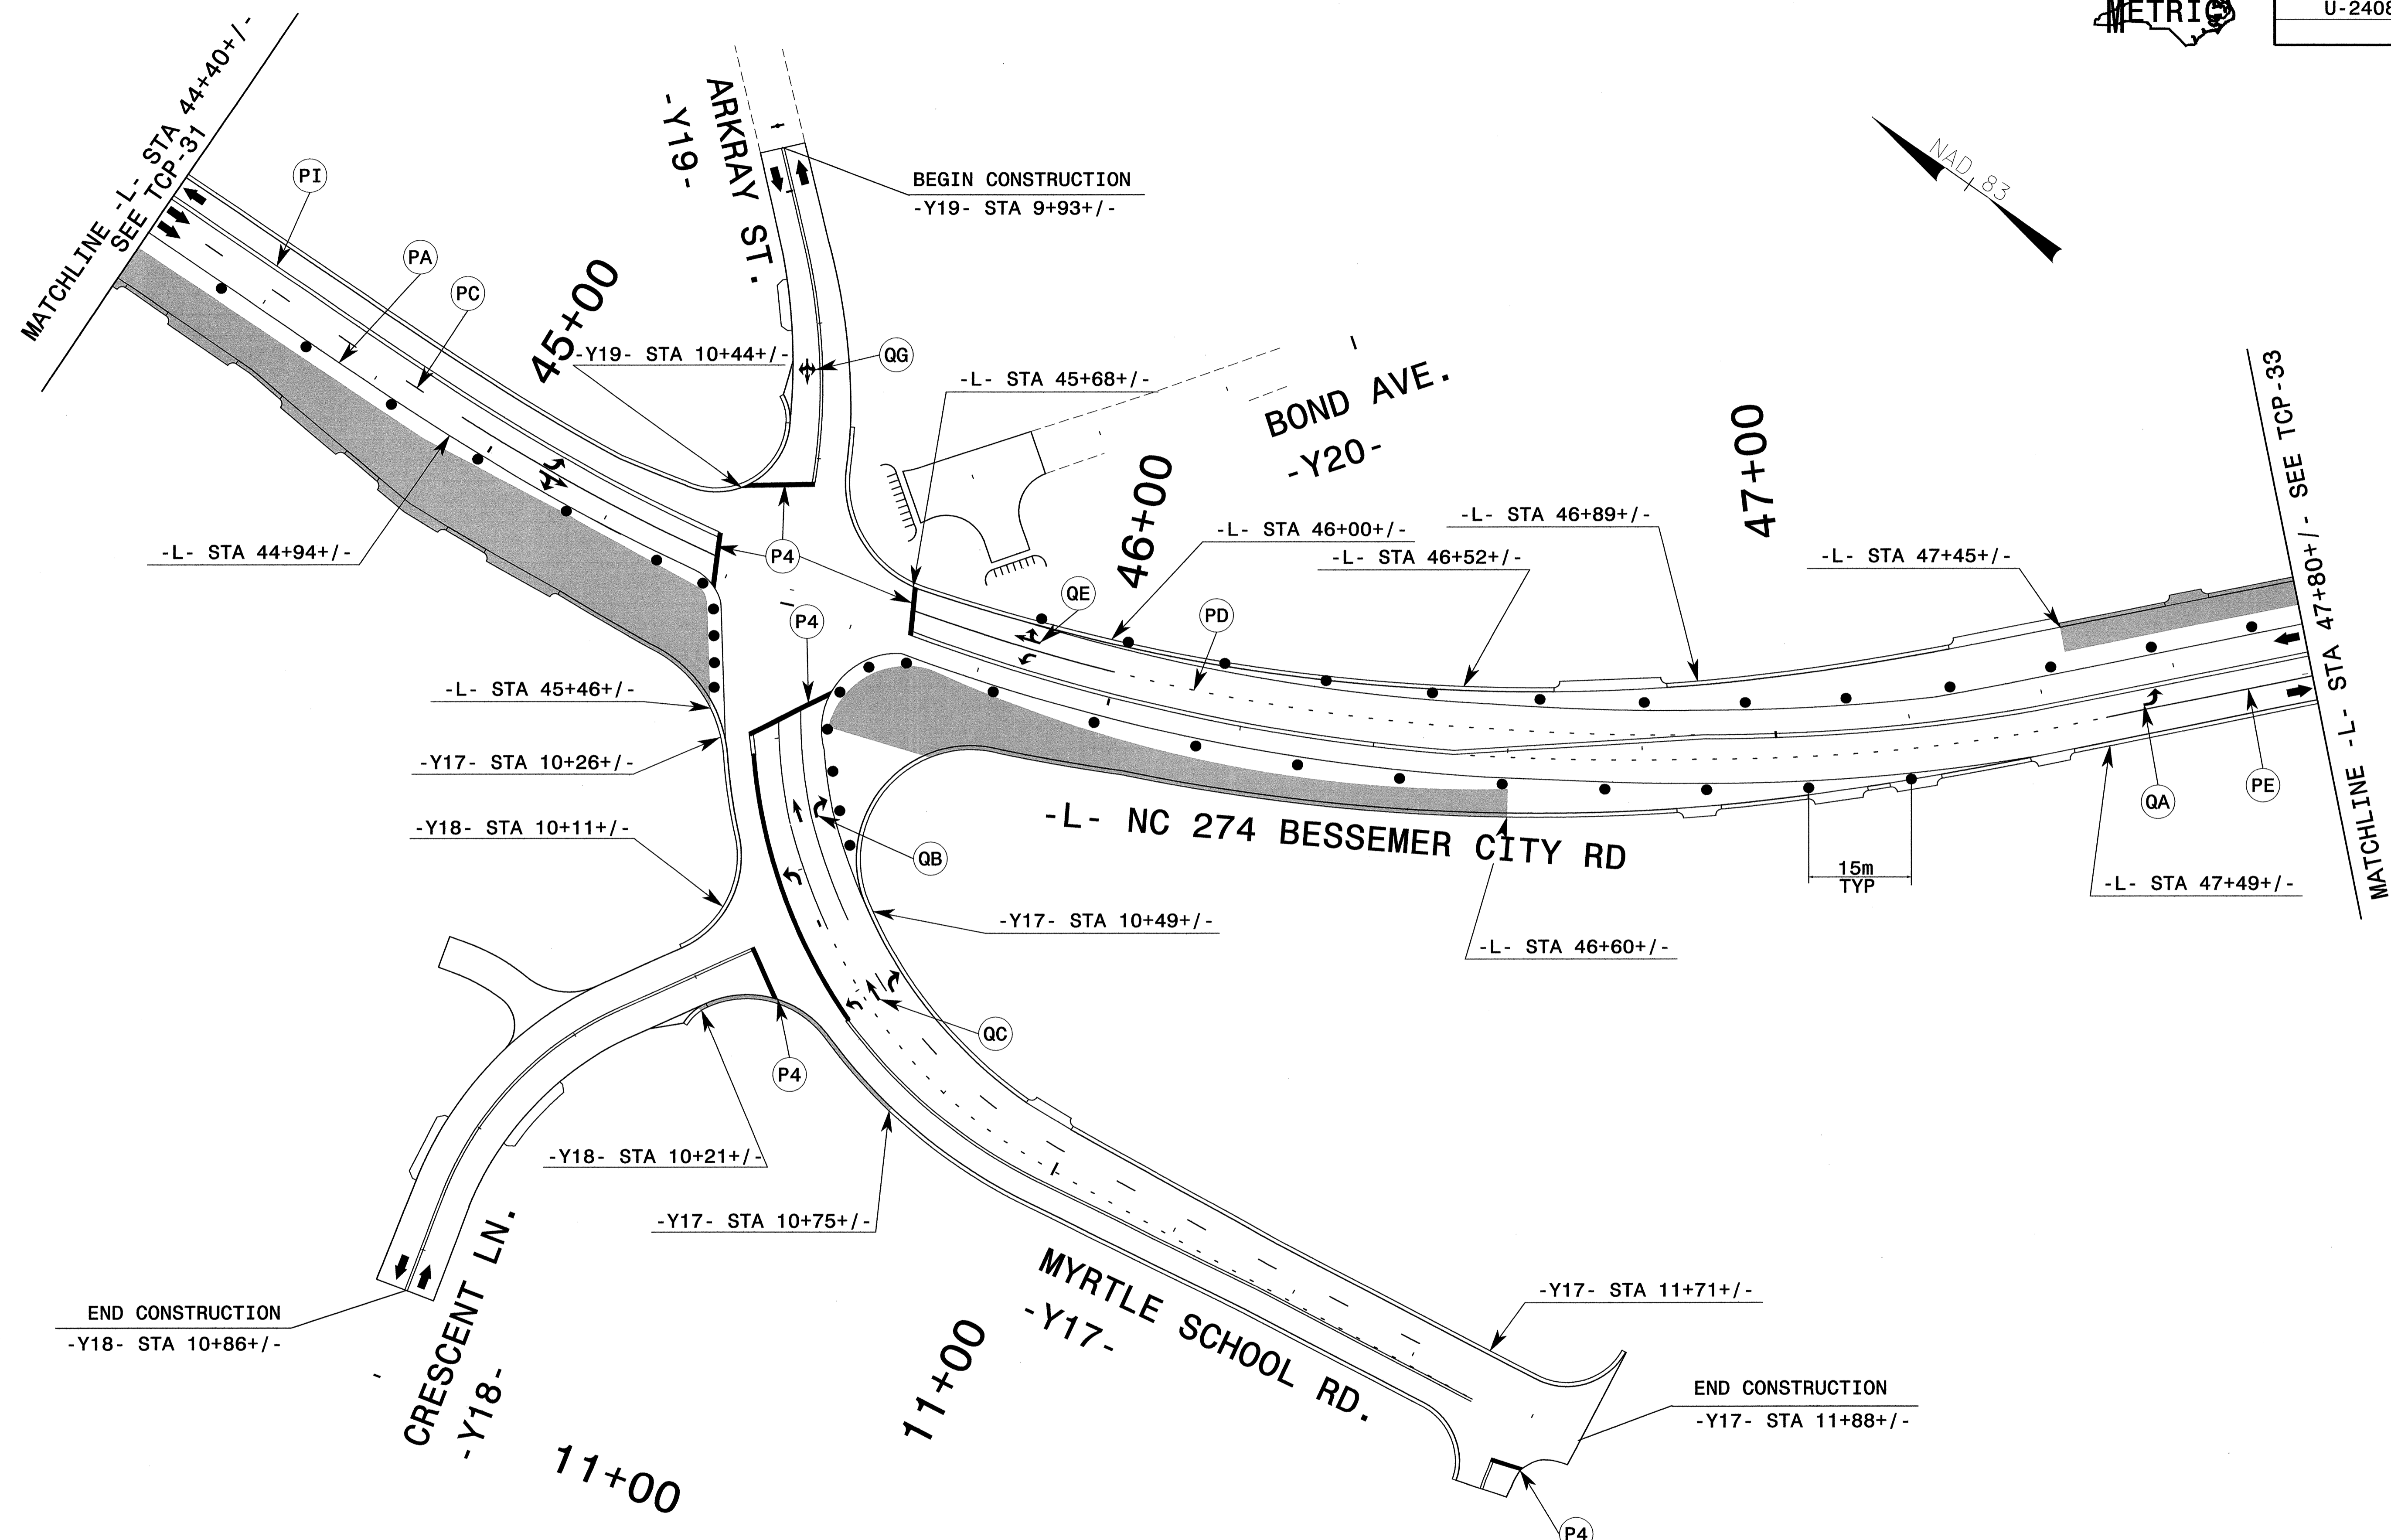 METRIC
U-2408
MATCHLINE -L- STA 44+40+/-
SEE TCP-31
PI
PA
PC
ARKRAY ST.
-Y19-
BEGIN CONSTRUCTION
-Y19- STA 9+93+/-
NAD 83
45+00
-Y19- STA 10+44+/-
QG
-L- STA 45+68+/-
BOND AVE.
-Y20-
46+00
47+00
MATCHLINE -L- STA 47+80+/- SEE TCP-33
-L- STA 46+00+/-
-L- STA 46+89+/-
-L- STA 46+52+/-
-L- STA 47+45+/-
-L- STA 44+94+/-
P4
QE
PD
P4
-L- STA 45+46+/-
-Y17- STA 10+26+/-
-Y18- STA 10+11+/-
QB
-L- NC 274 BESSEMER CITY RD
QA
PE
15m
TYP
-L- STA 47+49+/-
-Y17- STA 10+49+/-
-L- STA 46+60+/-
QC
P4
-Y18- STA 10+21+/-
-Y17- STA 10+75+/-
CRESCENT LN.
-Y18-
END CONSTRUCTION
-Y18- STA 10+86+/-
MYRTLE SCHOOL RD.
-Y17-
11+00
11+00
-Y17- STA 11+71+/-
END CONSTRUCTION
-Y17- STA 11+88+/-
P4